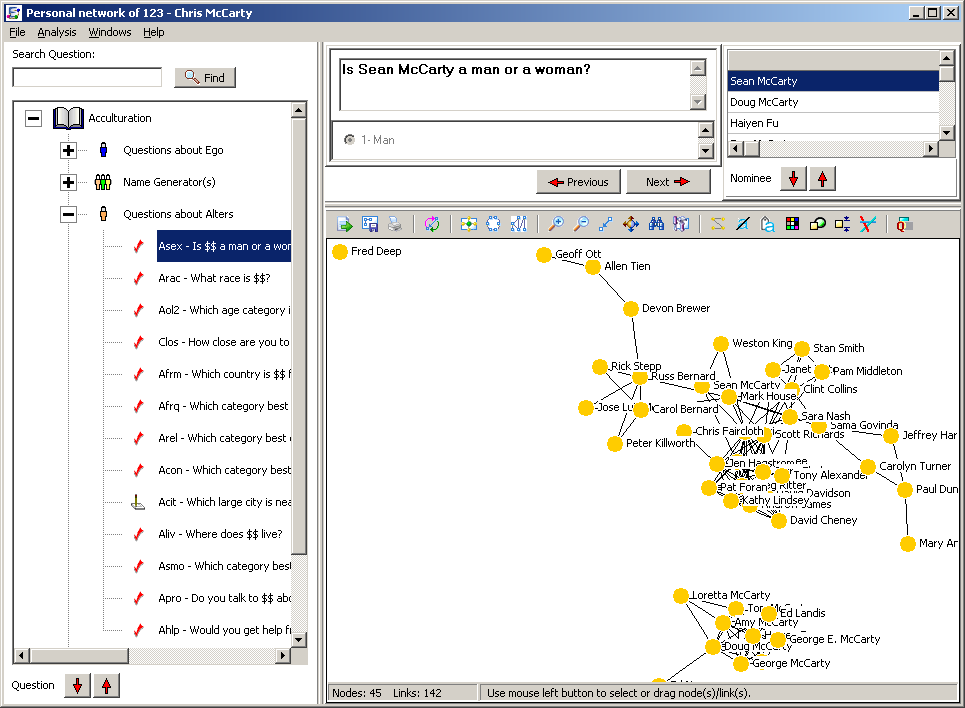 Personal network of 123 - Chris McCarty
File Analysis Windows Help
Search Question:
Find
Acculturation
Questions about Ego
Name Generator(s)
Questions about Alters
Asex - Is $$ a man or a wor
Arac - What race is $$?
Aol2 - Which age category i
Clos - How close are you to
Afrm - Which country is $$ f
Afrq - Which category best
Arel - Which category best
Acon - Which category best
Acit - Which large city is nea
Aliv - Where does $$ live?
Asmo - Which category best
Apro - Do you talk to $$ abo
Ahlp - Would you get help f
Question
Is Sean McCarty a man or a woman?
1- Man
Previous
Next
Sean McCarty
Doug McCarty
Haiyen Fu
Nominee
Fred Deep
Geoff Ott
Allen Tien
Devon Brewer
Weston King
Stan Smith
Rick Stepp
Janet
Pam Middleton
Russ Bernard
Sean McCarty
Clint Collins
Mark House
Jose Lu
Carol Bernard
Sara Nash
Sama Govinda
Chris Faircloth
Scott Richards
Jeffrey Har
Peter Killworth
Jen Hagstrom
Carolyn Turner
Tony Alexander
Pat Foran
Ritter
Davidson
Paul Dun
Kathy Lindsey
James
David Cheney
Mary Ar
Loretta McCarty
Ed Landis
Amy McCarty
George E. McCarty
Doug McCarty
George McCarty
Nodes: 45 Links: 142
Use mouse left button to select or drag node(s)/link(s).